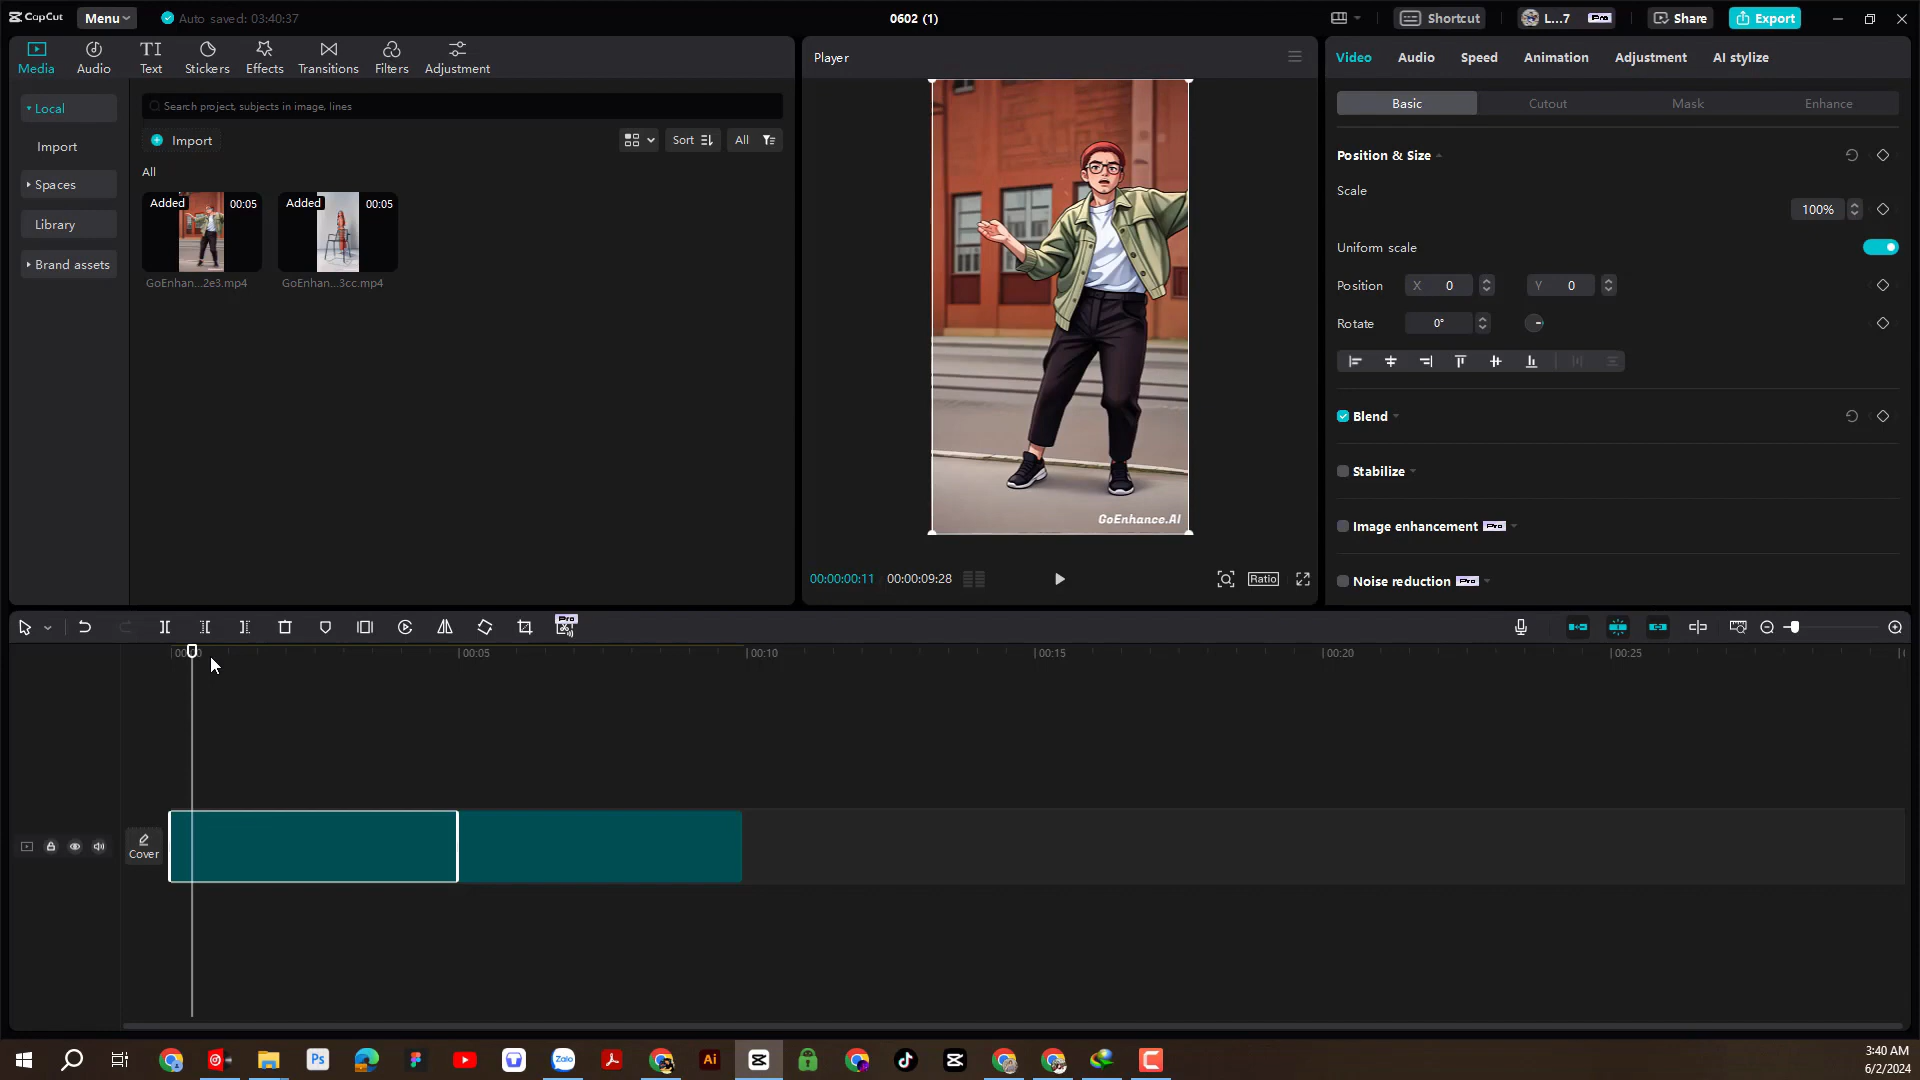 CapCut Menu Auto saved: 03:40:37 0602 (1) Shortcut L...7 Pro Share Export
Media Audio Text Stickers Effects Transitions Filters Adjustment
Local
Import
Spaces
Library
Brand assets
Search project, subjects in image, lines
Import Sort All
All
Added 00:05 Added 00:05
GoEnhan...2e3.mp4 GoEnhan...3cc.mp4
Player
GoEnhance.AI
00:00:00:11 00:00:09:28 Ratio
Video Audio Speed Animation Adjustment AI stylize
Basic Cutout Mask Enhance
Position & Size
Scale
100%
Uniform scale
Position X 0 Y 0
Rotate 0°
Blend
Stabilize
Image enhancement Pro
Noise reduction Pro
Pro
00:05 00:10 00:15 00:20 00:25
Cover
Ps Zalo Ai
3:40 AM
6/2/2024